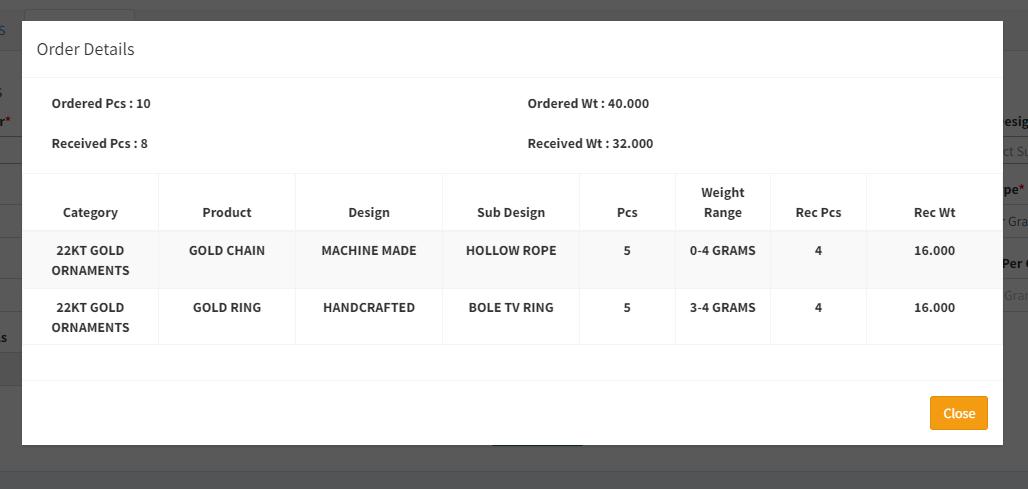 Order Details
Ordered Pcs : 10
Ordered Wt : 40.000
Received Pcs : 8
Received Wt : 32.000
Category Product Design Sub Design Pcs Weight Range Rec Pcs Rec Wt
22KT GOLD ORNAMENTS GOLD CHAIN MACHINE MADE HOLLOW ROPE 5 0-4 GRAMS 4 16.000
22KT GOLD ORNAMENTS GOLD RING HANDCRAFTED BOLE TV RING 5 3-4 GRAMS 4 16.000
Close